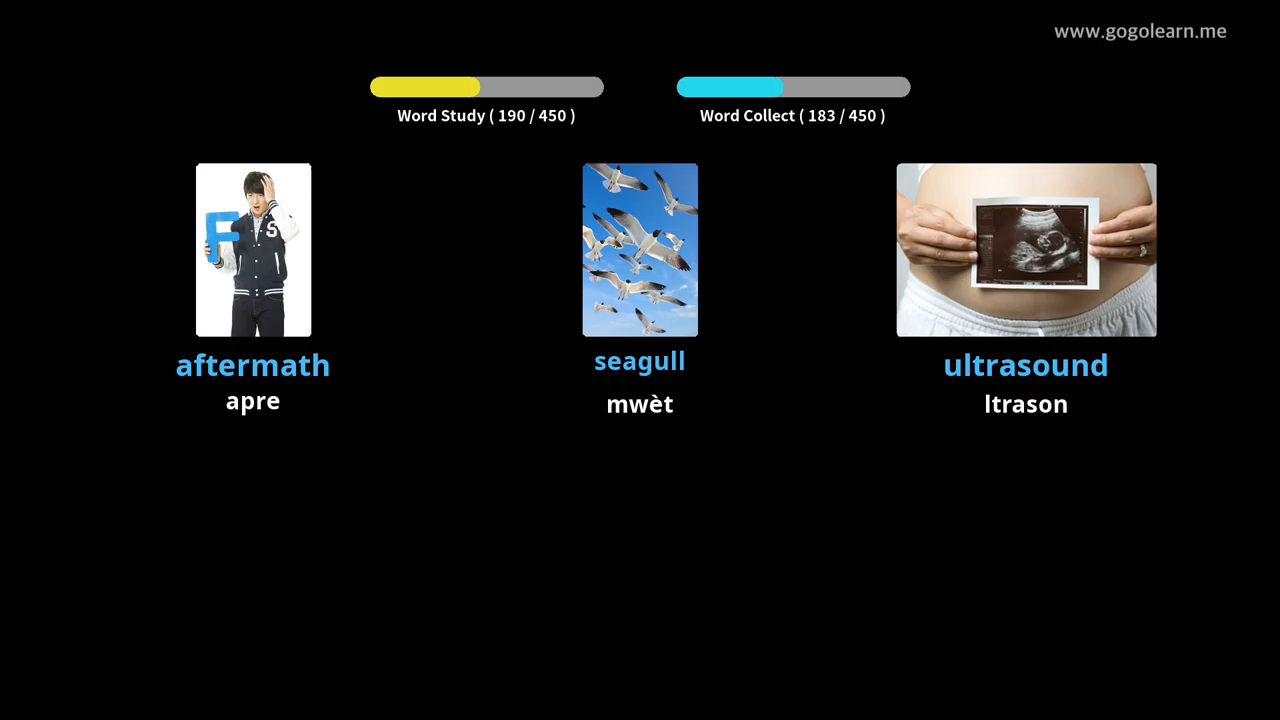 www.gogolearn.me
Word Study ( 190 / 450 )
Word Collect ( 183 / 450 )
F
S
aftermath
seagull
ultrasound
apre
mwèt
ltrason